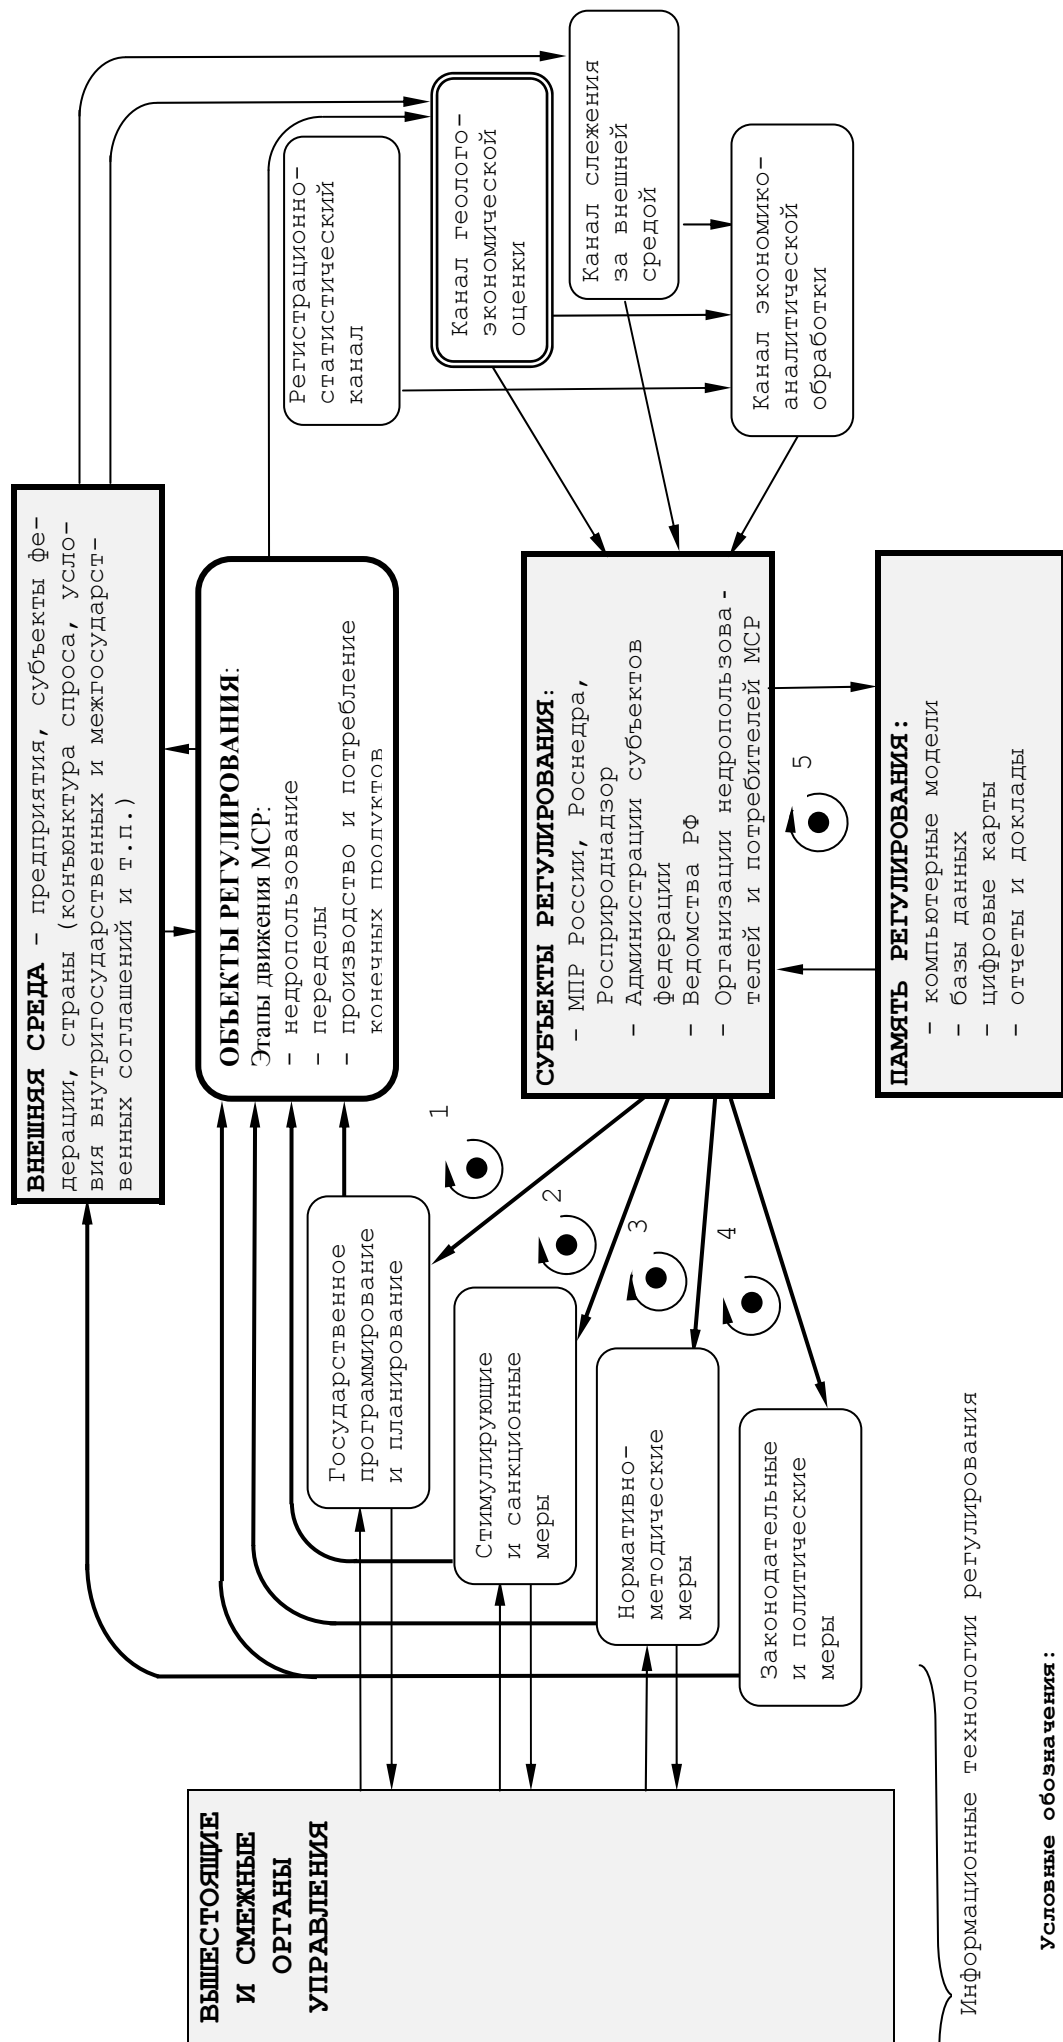 ВНЕШНЯЯ СРЕДА – предприятия, субъекты фе-
дерации, страны (конъюнктура спроса, усло-
вия внутригосударственных и межгосударст-
венных соглашений и т.п.)
ВЫШЕСТОЯЩИЕ
И СМЕЖНЫЕ
ОРГАНЫ
УПРАВЛЕНИЯ
ОБЪЕКТЫ РЕГУЛИРОВАНИЯ:
Этапы движения МСР:
– недропользование
– переделы
– производство и потребление
конечных продуктов
Регистрационно-
статистический
канал
Государственное
программирование
и планирование
Канал геолого-
экономической
оценки
Стимулирующие
и санкционные
меры
Канал слежения
за внешней
средой
Нормативно-
методические
меры
1
2
3
4
СУБЪЕКТЫ РЕГУЛИРОВАНИЯ:
– МПР России, Роснедра,
Росприроднадзор
– Администрации субъектов
федерации
– Ведомства РФ
– Организации недропользова-
телей и потребителей МСР
Законодательные
и политические
меры
Канал экономико-
аналитической
обработки
5
ПАМЯТЬ РЕГУЛИРОВАНИЯ:
– компьютерные модели
– базы данных
– цифровые карты
– отчеты и доклады
Информационные технологии регулирования
Условные обозначения: